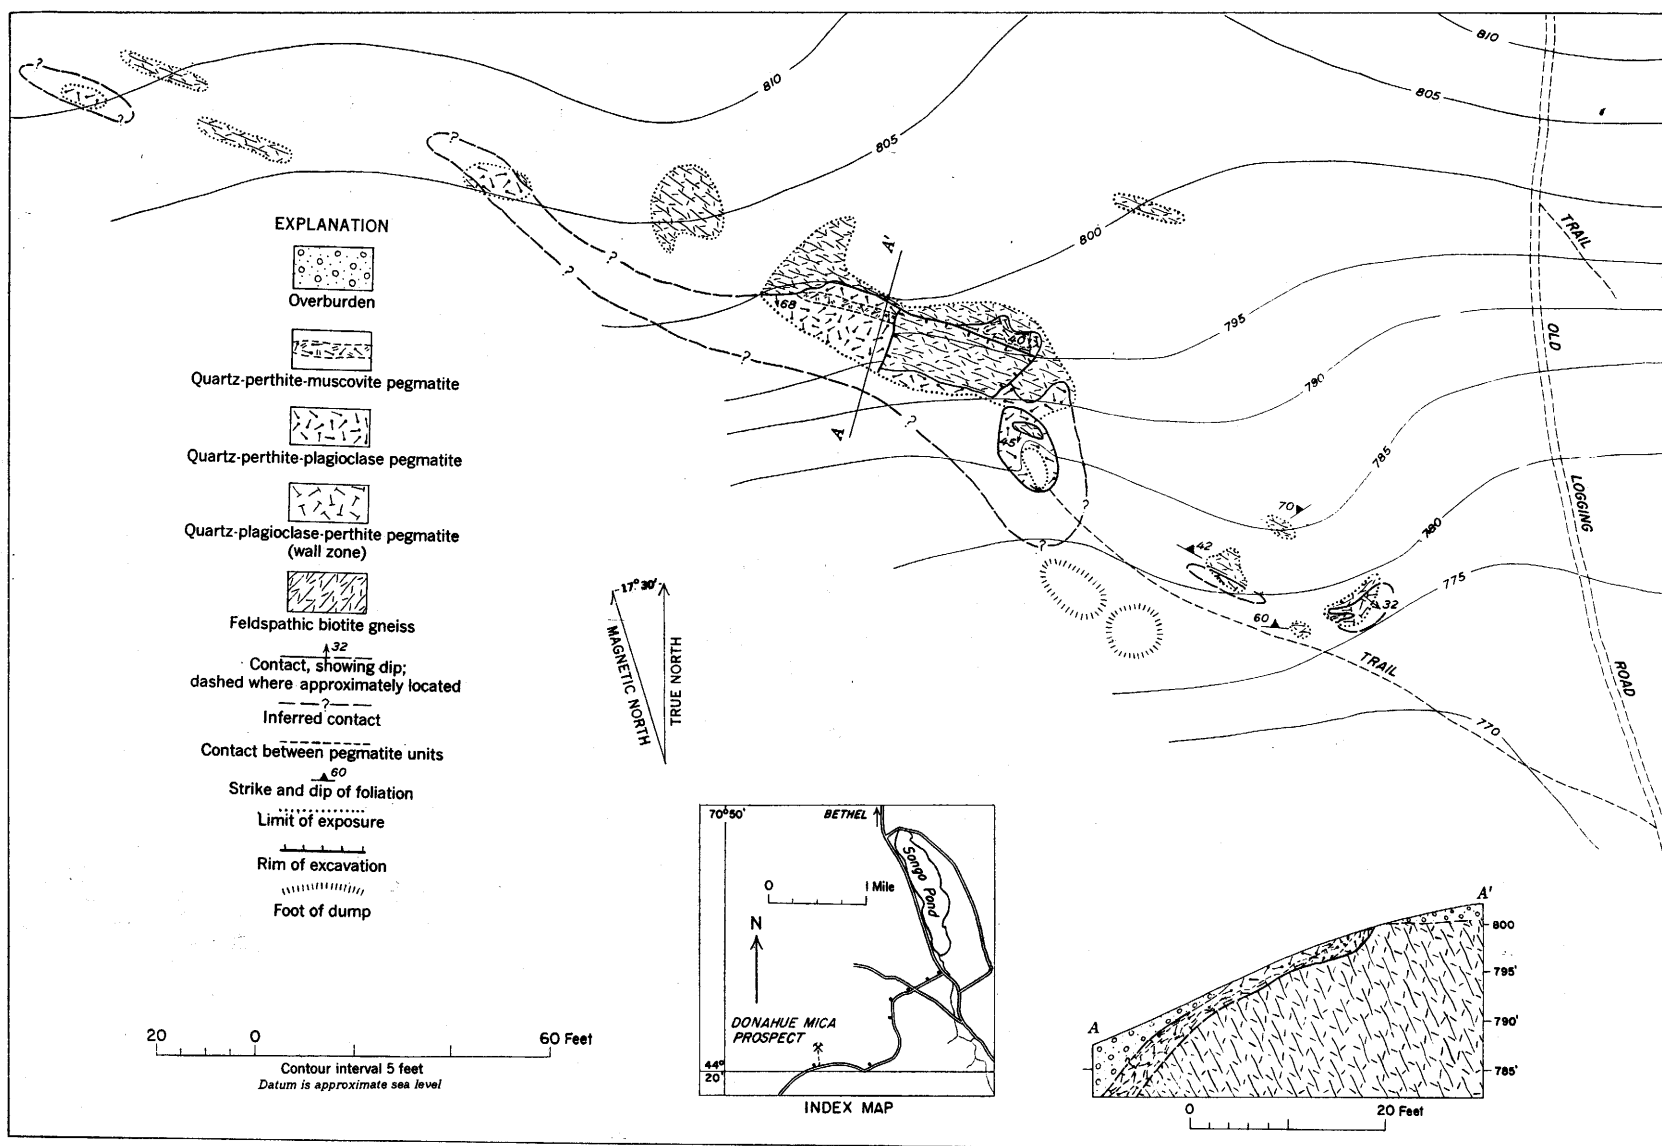 810
810
805
805
800
795
790
785
780
775
770
TRAIL
OLD
LOGGING
ROAD
TRAIL
?
?
?
?
?
?
?
?
?
?
A'
A
68
40
45
70
42
32
60
EXPLANATION
Overburden
Quartz-perthite-muscovite pegmatite
Quartz-perthite-plagioclase pegmatite
Quartz-plagioclase-perthite pegmatite
(wall zone)
Feldspathic biotite gneiss
32
Contact, showing dip;
dashed where approximately located
?
Inferred contact
Contact between pegmatite units
60
Strike and dip of foliation
Limit of exposure
Rim of excavation
Foot of dump
17°30'
MAGNETIC NORTH
TRUE NORTH
20 0 60 Feet
Contour interval 5 feet
Datum is approximate sea level
70°50'
BETHEL
Songo Pond
0 1 Mile
N
DONAHUE MICA
PROSPECT
44°
20'
INDEX MAP
A'
A
800
795'
790'
785'
0 20 Feet